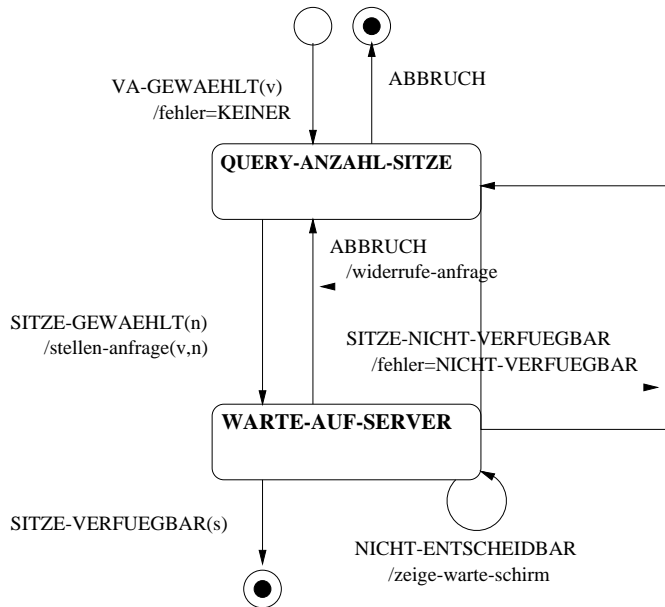 VA-GEWAEHLT(v)
/fehler=KEINER
ABBRUCH
QUERY-ANZAHL-SITZE
ABBRUCH
/widerrufe-anfrage
SITZE-GEWAEHLT(n)
/stellen-anfrage(v,n)
SITZE-NICHT-VERFUEGBAR
/fehler=NICHT-VERFUEGBAR
WARTE-AUF-SERVER
SITZE-VERFUEGBAR(s)
NICHT-ENTSCHEIDBAR
/zeige-warte-schirm